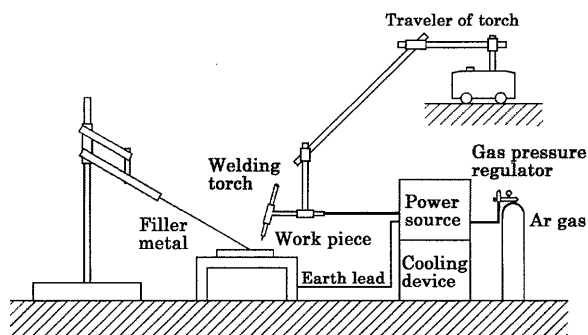 Traveler of torch
Gas pressure
regulator
Welding
torch
Power
source
Ar gas
Filler
metal
Work piece
Earth lead
Cooling
device